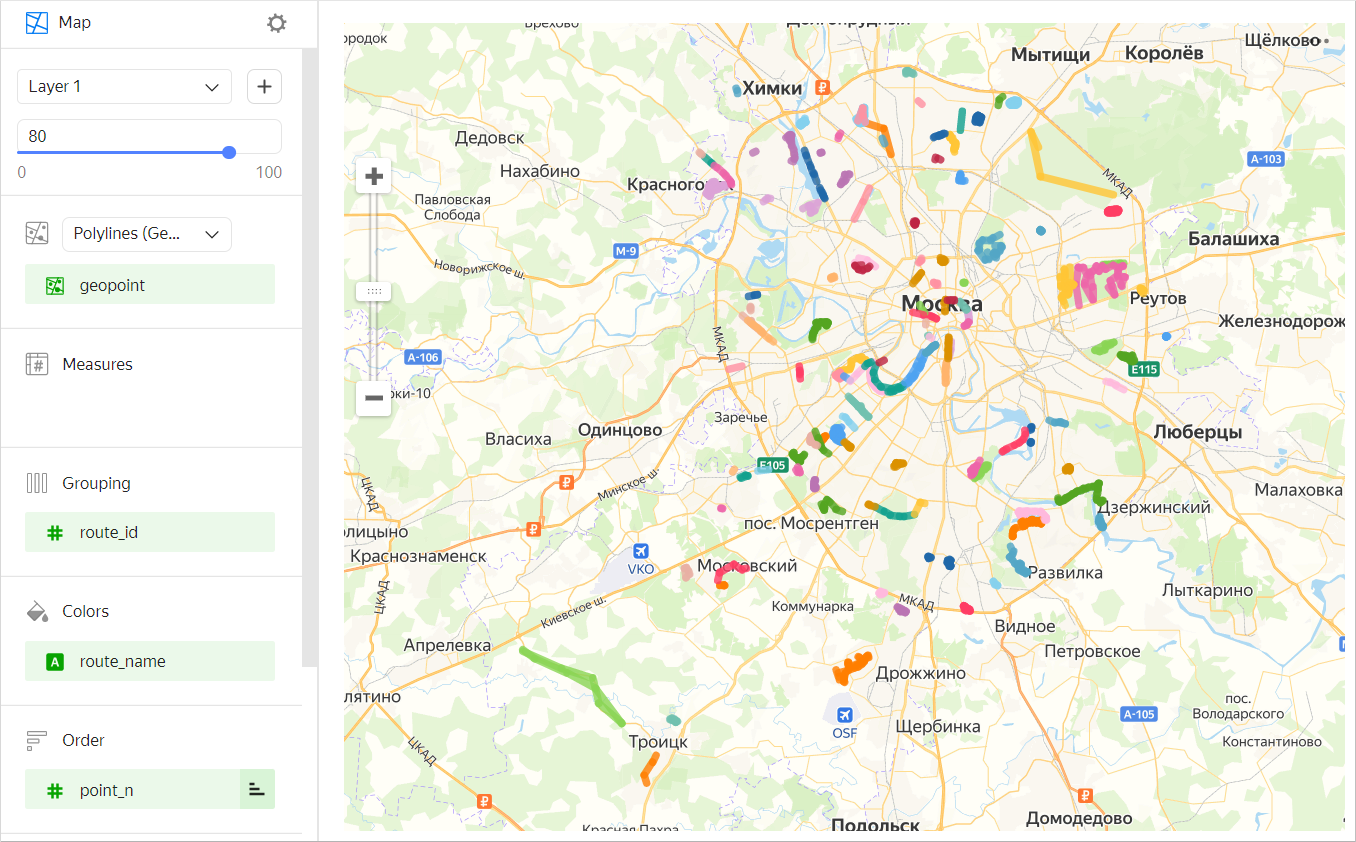 Map
Layer 1
80
0 100
Polylines (Ge...
geopoint
Measures
Grouping
route_id
Colors
A route_name
Order
point_n
Долгопрудный
Брехово
ородок
Щёлково
Мытищи
Королёв
Химки
Дедовск
A-103
Нахабино
МКАД
Красного
Павловская
Слобода
Балашиха
М-9
Новорижское ш.
Реутов
Москва
Железнодорож
МКАД
A-106
E115
рки-10
Заречье
Одинцово
Власиха
Люберцы
E105
Минское ш.
ЦКАД
Малаховка
Дзержинский
пос. Мосрентген
олицыно
Краснознаменск
VKO
Московский
Развилка
Лыткарино
ЦКАД
Киевское ш.
Коммунарка
МКАД
Видное
Апрелевка
Петровское
Дрожжино
лятино
пос.
Володарского
A-105
OSF
Щербинка
Троицк
Константиново
ЦКАД
Красная Пахра
Подольск
Домодедово